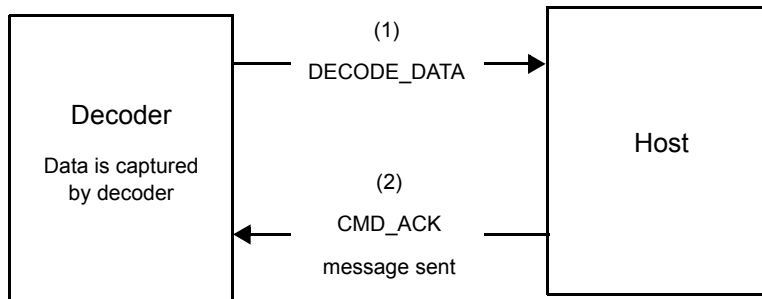 Decoder
Data is captured
by decoder
(1)
DECODE_DATA
(2)
CMD_ACK
message sent
Host